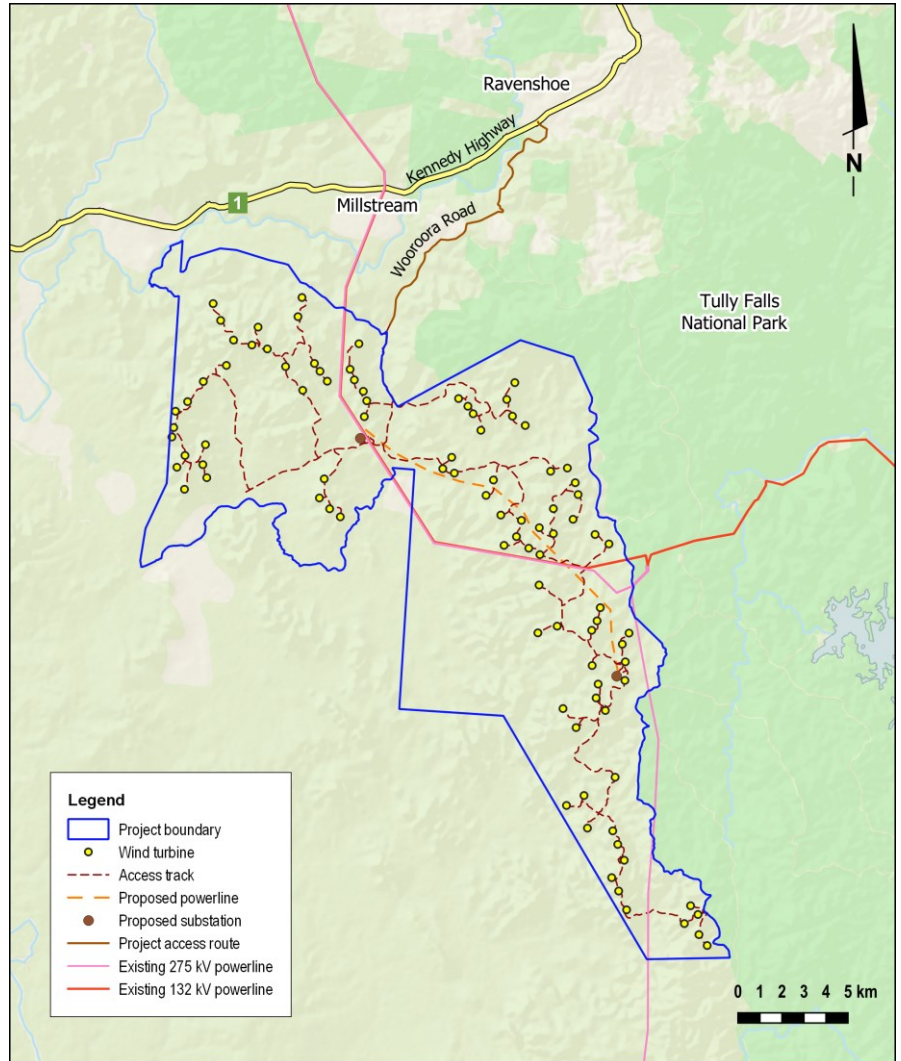 Ravenshoe
Kennedy Highway
1
Millstream
Wooroora Road
N
Tully Falls
National Park
Legend
Project boundary
Wind turbine
Access track
Proposed powerline
Proposed substation
Project access route
Existing 275 kV powerline
Existing 132 kV powerline
0 1 2 3 4 5 km